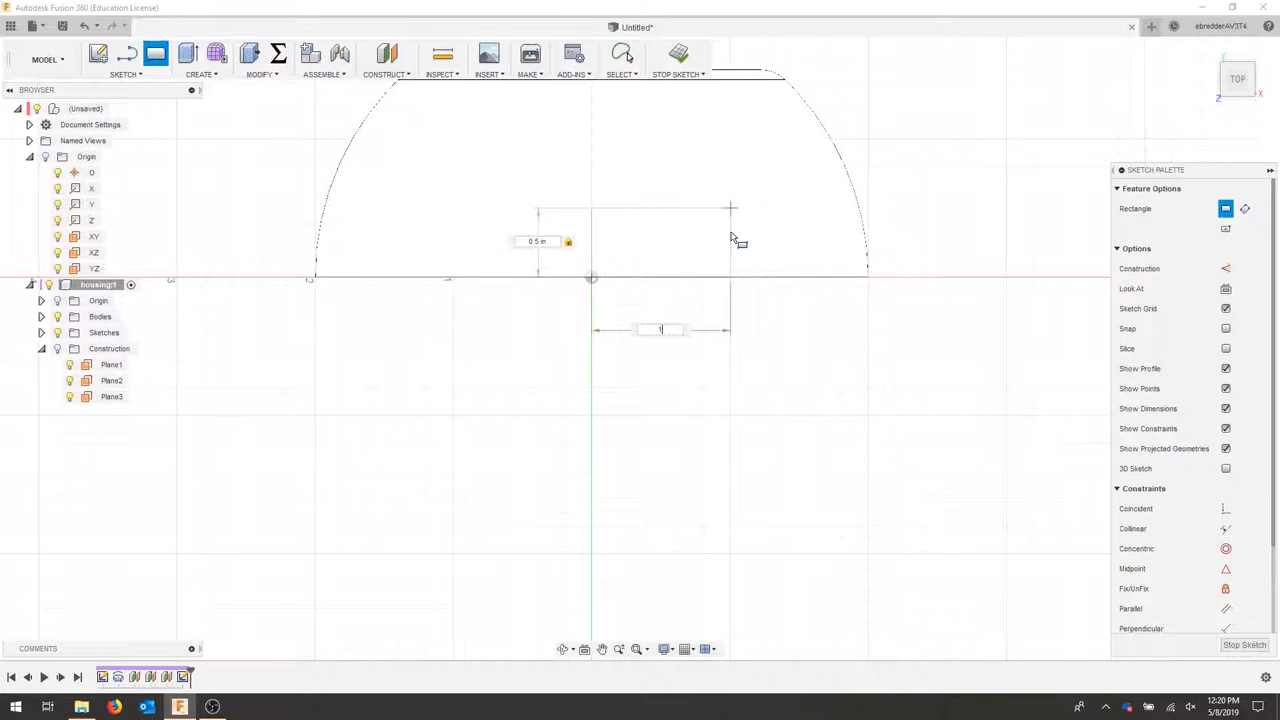 Autodesk Fusion 360 (Education License)
Untitled*
ebredderAV3T4
MODEL
SKETCH
CREATE
MODIFY
ASSEMBLE
CONSTRUCT
INSPECT
INSERT
MAKE
ADD-INS
SELECT
STOP SKETCH
BROWSER
(Unsaved)
Document Settings
Named Views
Origin
O
X
Y
Z
XY
XZ
YZ
housing:1
Origin
Bodies
Sketches
Construction
Plane1
Plane2
Plane3
Y
TOP
X
Z
0.5 in
3
2
1
1
SKETCH PALETTE
Feature Options
Rectangle
Options
Construction
Look At
Sketch Grid
Snap
Slice
Show Profile
Show Points
Show Dimensions
Show Constraints
Show Projected Geometries
3D Sketch
Constraints
Coincident
Collinear
Concentric
Midpoint
Fix/UnFix
Parallel
Perpendicular
Stop Sketch
COMMENTS
12:20 PM
5/8/2019